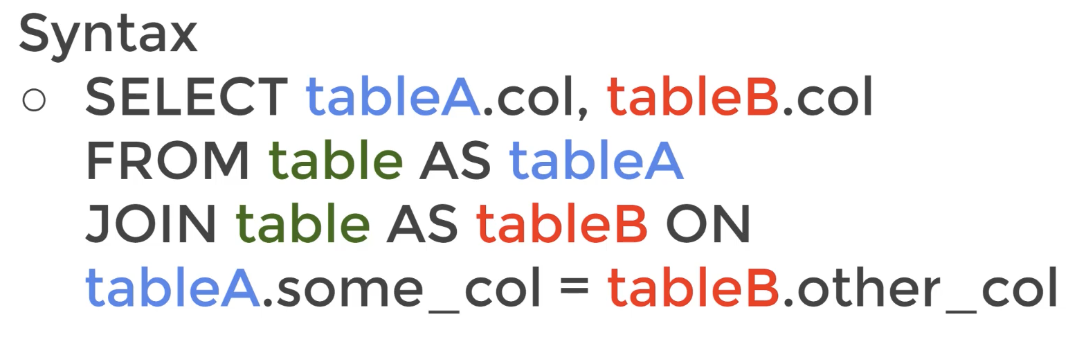 Syntax
○ SELECT tableA.col, tableB.col
FROM table AS tableA
JOIN table AS tableB ON
tableA.some_col = tableB.other_col